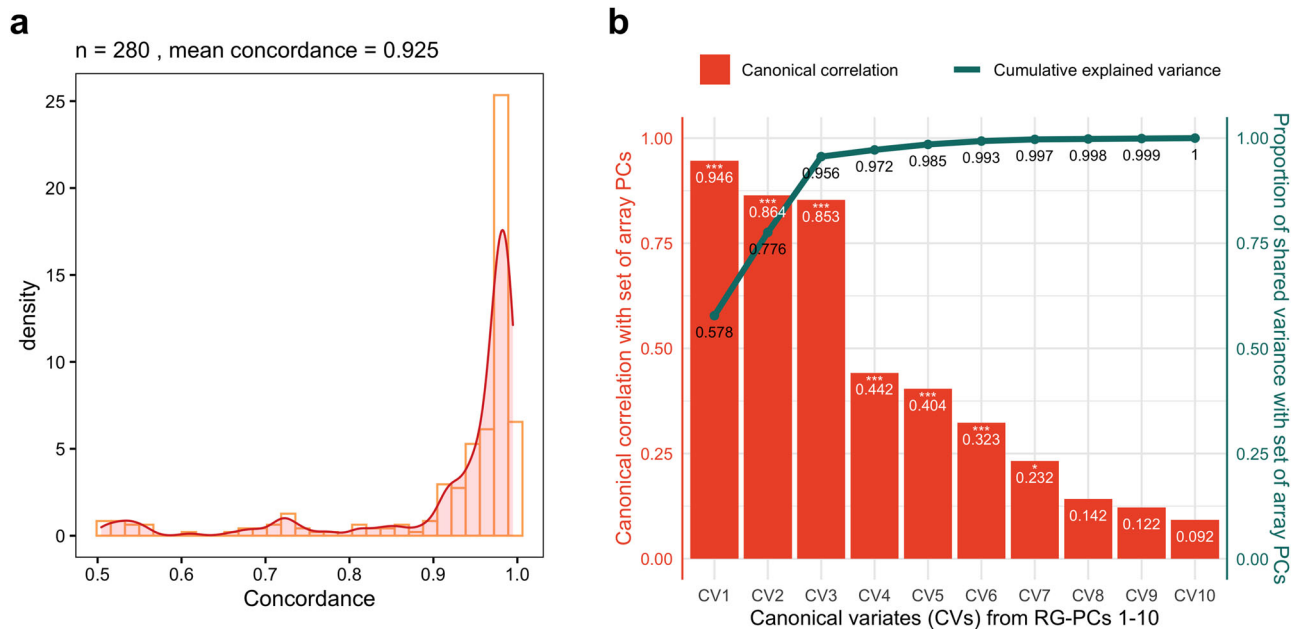 a
n = 280 , mean concordance = 0.925
density
25
20
15
10
5
0
0.5 0.6 0.7 0.8 0.9 1.0
Concordance
b
Canonical correlation Cumulative explained variance
Canonical correlation with set of array PCs
1.00
0.75
0.50
0.25
0.00
*** *** *** *** *** *** *
0.946 0.864 0.853 0.442 0.404 0.323 0.232 0.142 0.122 0.092
0.578 0.776 0.956 0.972 0.985 0.993 0.997 0.998 0.999 1
CV1 CV2 CV3 CV4 CV5 CV6 CV7 CV8 CV9 CV10
Canonical variates (CVs) from RG-PCs 1-10
1.00
0.75
0.50
0.25
0.00
Proportion of shared variance with set of array PCs